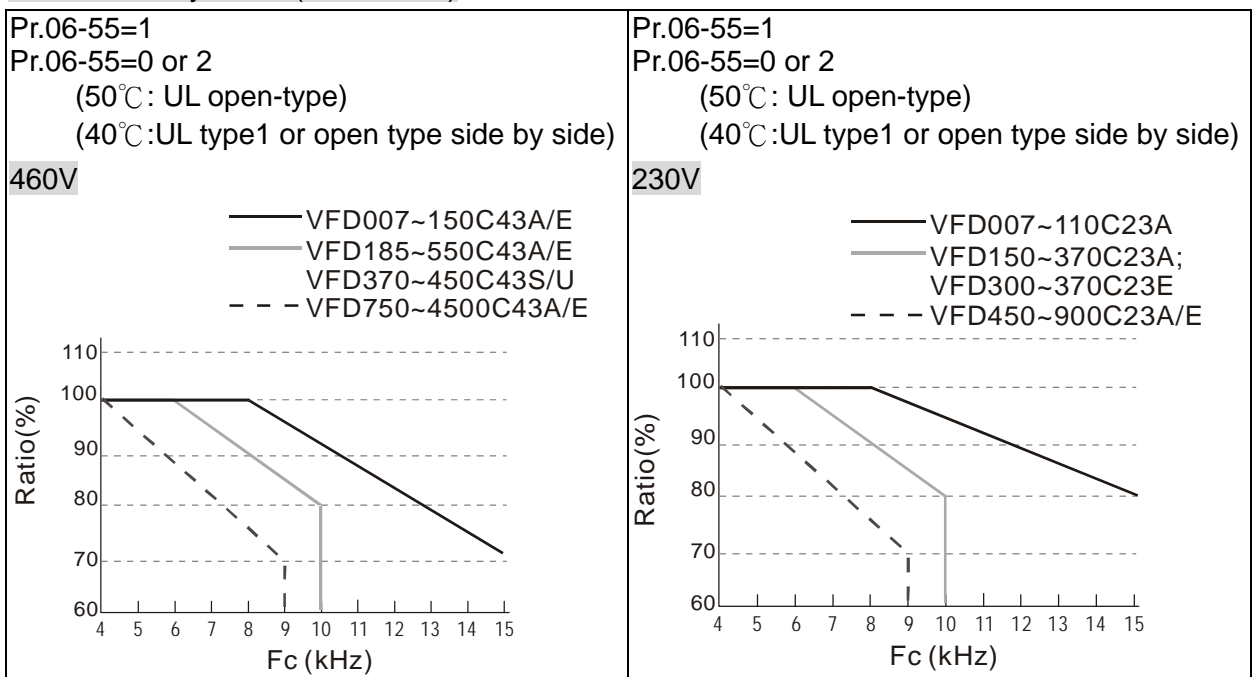 Pr.06-55=1
Pr.06-55=0 or 2
(50℃: UL open-type)
(40℃:UL type1 or open type side by side)
460V
VFD007~150C43A/E
VFD185~550C43A/E
VFD370~450C43S/U
VFD750~4500C43A/E
110
100
90
80
70
60
Ratio(%)
4 5 6 7 8 9 10 11 12 13 14 15
Fc (kHz)
Pr.06-55=1
Pr.06-55=0 or 2
(50℃: UL open-type)
(40℃:UL type1 or open type side by side)
230V
VFD007~110C23A
VFD150~370C23A;
VFD300~370C23E
VFD450~900C23A/E
110
100
90
80
70
60
Ratio(%)
4 5 6 7 8 9 10 11 12 13 14 15
Fc (kHz)